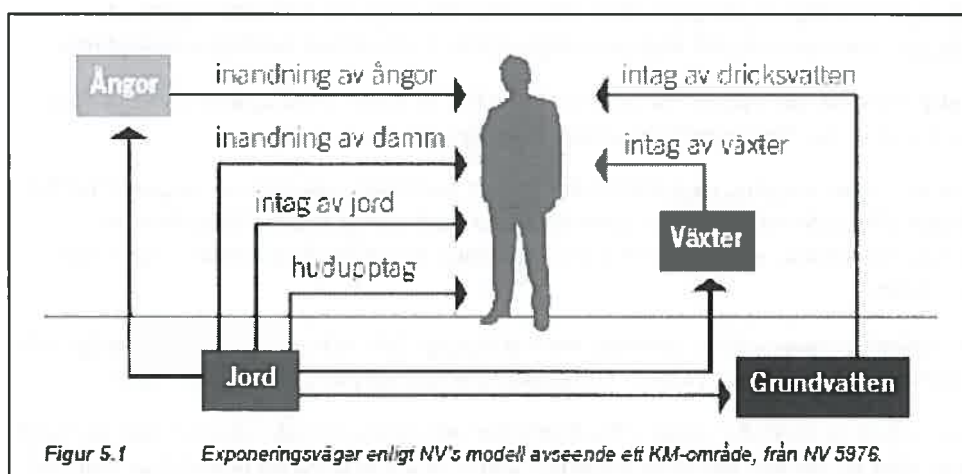 Ångor
inandning av ångor
intag av dricksvatten
inandning av damm
intag av växter
intag av jord
Växter
hudupptag
Jord
Grundvatten
Figur 5.1 Exponeringsvägar enligt NV's modell avseende ett KM-område, från NV 5976.